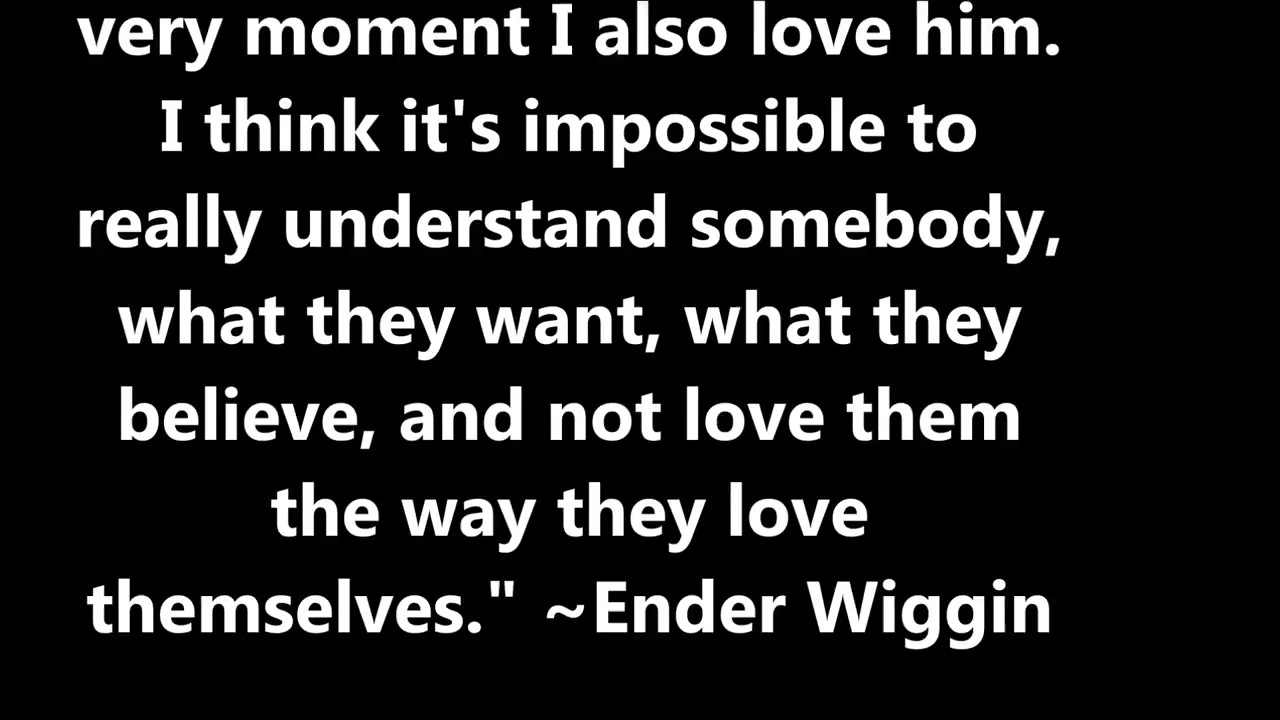 very moment I also love him.
I think it's impossible to
really understand somebody,
what they want, what they
believe, and not love them
the way they love
themselves." ~Ender Wiggin